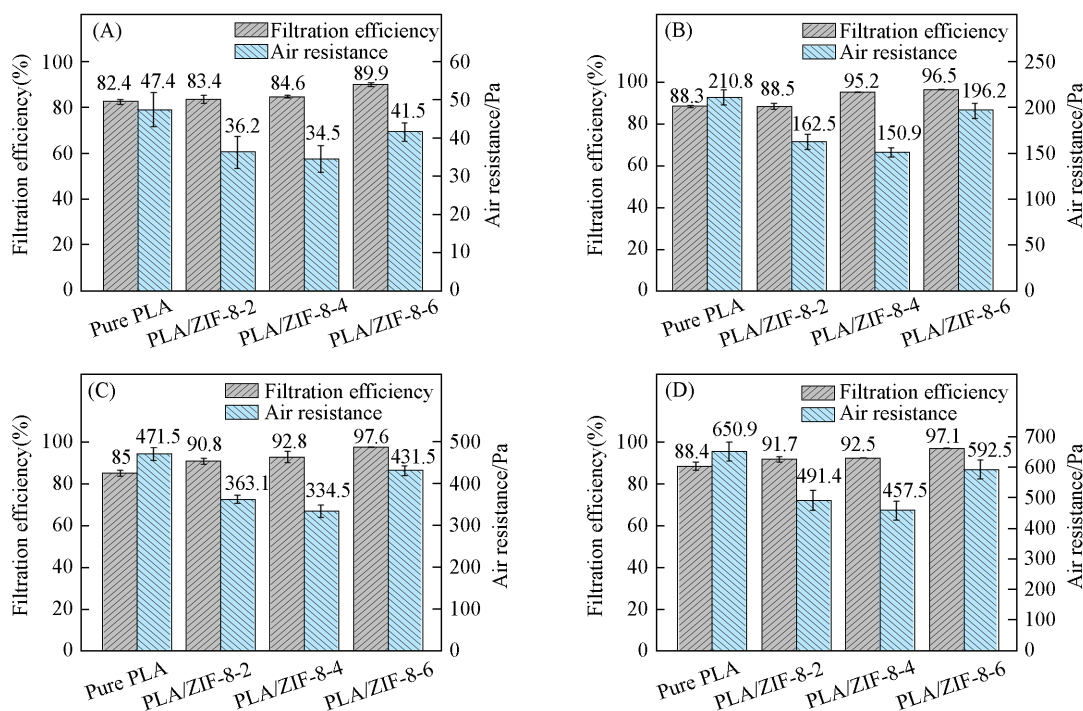 (A)
Filtration efficiency
Air resistance
Filtration efficiency(%)
100
80
60
40
20
0
82.4
47.4
83.4
36.2
84.6
34.5
89.9
41.5
60
50
40
30
20
10
0
Air resistance/Pa
Pure PLA
PLA/ZIF-8-2
PLA/ZIF-8-4
PLA/ZIF-8-6
(B)
Filtration efficiency
Air resistance
Filtration efficiency(%)
100
80
60
40
20
0
88.3
210.8
88.5
162.5
95.2
150.9
96.5
196.2
250
200
150
100
50
0
Air resistance/Pa
Pure PLA
PLA/ZIF-8-2
PLA/ZIF-8-4
PLA/ZIF-8-6
(C)
Filtration efficiency
Air resistance
Filtration efficiency(%)
100
80
60
40
20
0
85
471.5
90.8
363.1
92.8
334.5
97.6
431.5
500
400
300
200
100
0
Air resistance/Pa
Pure PLA
PLA/ZIF-8-2
PLA/ZIF-8-4
PLA/ZIF-8-6
(D)
Filtration efficiency
Air resistance
Filtration efficiency(%)
100
80
60
40
20
0
88.4
650.9
91.7
491.4
92.5
457.5
97.1
592.5
700
600
500
400
300
200
100
0
Air resistance/Pa
Pure PLA
PLA/ZIF-8-2
PLA/ZIF-8-4
PLA/ZIF-8-6